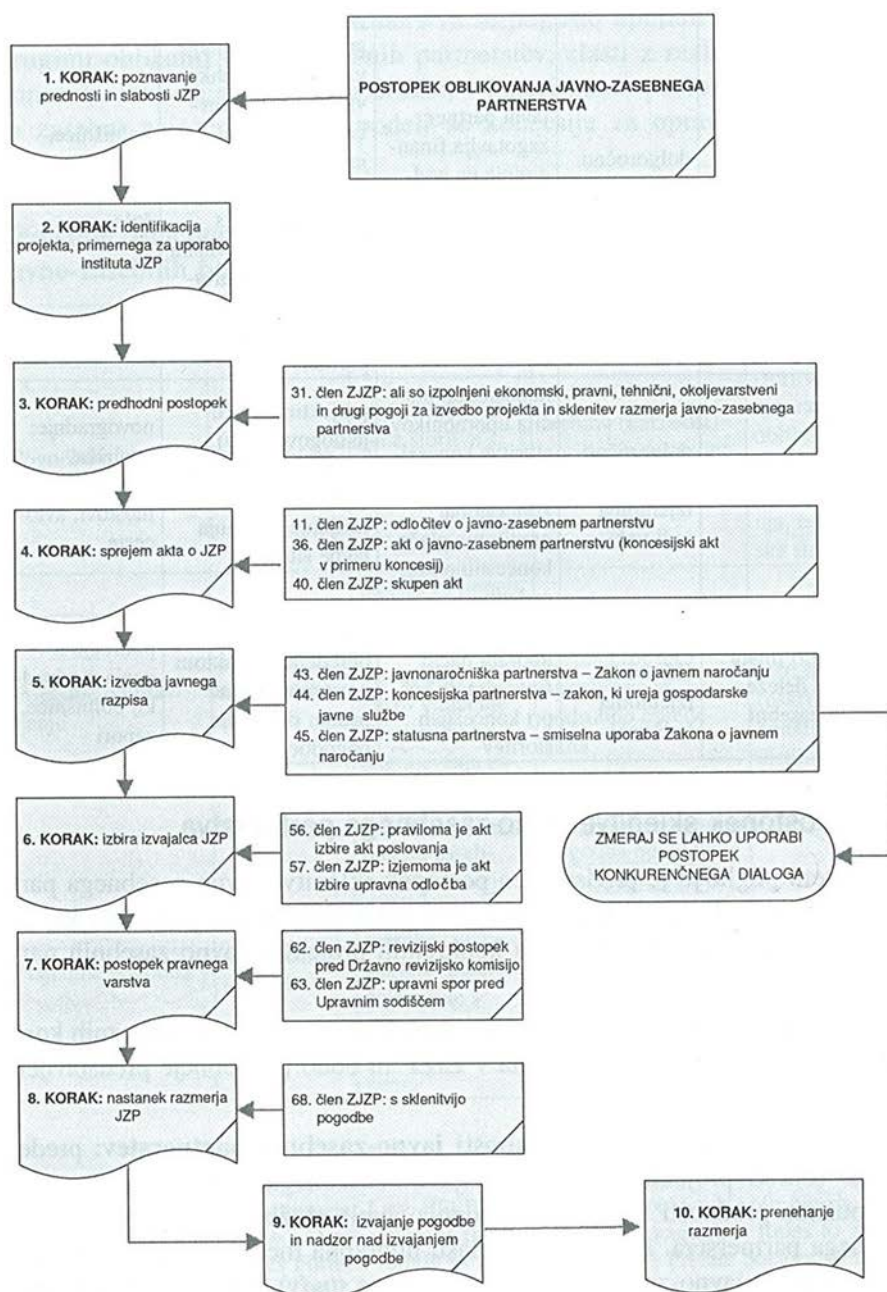 1. KORAK: poznavanje
prednosti in slabosti JZP
POSTOPEK OBLIKOVANJA JAVNO-ZASEBNEGA
PARTNERSTVA
2. KORAK: identifikacija
projekta, primernega za uporabo
instituta JZP
3. KORAK: predhodni postopek
31. člen ZJZP: ali so izpolnjeni ekonomski, pravni, tehnični, okoljevarstveni
in drugi pogoji za izvedbo projekta in sklenitev razmerja javno-zasebnega
partnerstva
4. KORAK: sprejem akta o JZP
11. člen ZJZP: odločitev o javno-zasebnem partnerstvu
36. člen ZJZP: akt o javno-zasebnem partnerstvu (koncesijski akt
v primeru koncesij)
40. člen ZJZP: skupen akt
5. KORAK: izvedba javnega
razpisa
43. člen ZJZP: javnonaročniška partnerstva – Zakon o javnem naročanju
44. člen ZJZP: koncesijska partnerstva – zakon, ki ureja gospodarske
javne službe
45. člen ZJZP: statusna partnerstva – smiselna uporaba Zakona o javnem
naročanju
6. KORAK: izbira izvajalca JZP
56. člen ZJZP: praviloma je akt
izbire akt poslovanja
57. člen ZJZP: izjemoma je akt
izbire upravna odločba
ZMERAJ SE LAHKO UPORABI
POSTOPEK
KONKURENČNEGA DIALOGA
7. KORAK: postopek pravnega
varstva
62. člen ZJZP: revizijski postopek
pred Državno revizijsko komisijo
63. člen ZJZP: upravni spor pred
Upravnim sodiščem
8. KORAK: nastanek razmerja
JZP
68. člen ZJZP: s sklenitvijo
pogodbe
9. KORAK: izvajanje pogodbe
in nadzor nad izvajanjem
pogodbe
10. KORAK: prenehanje
razmerja